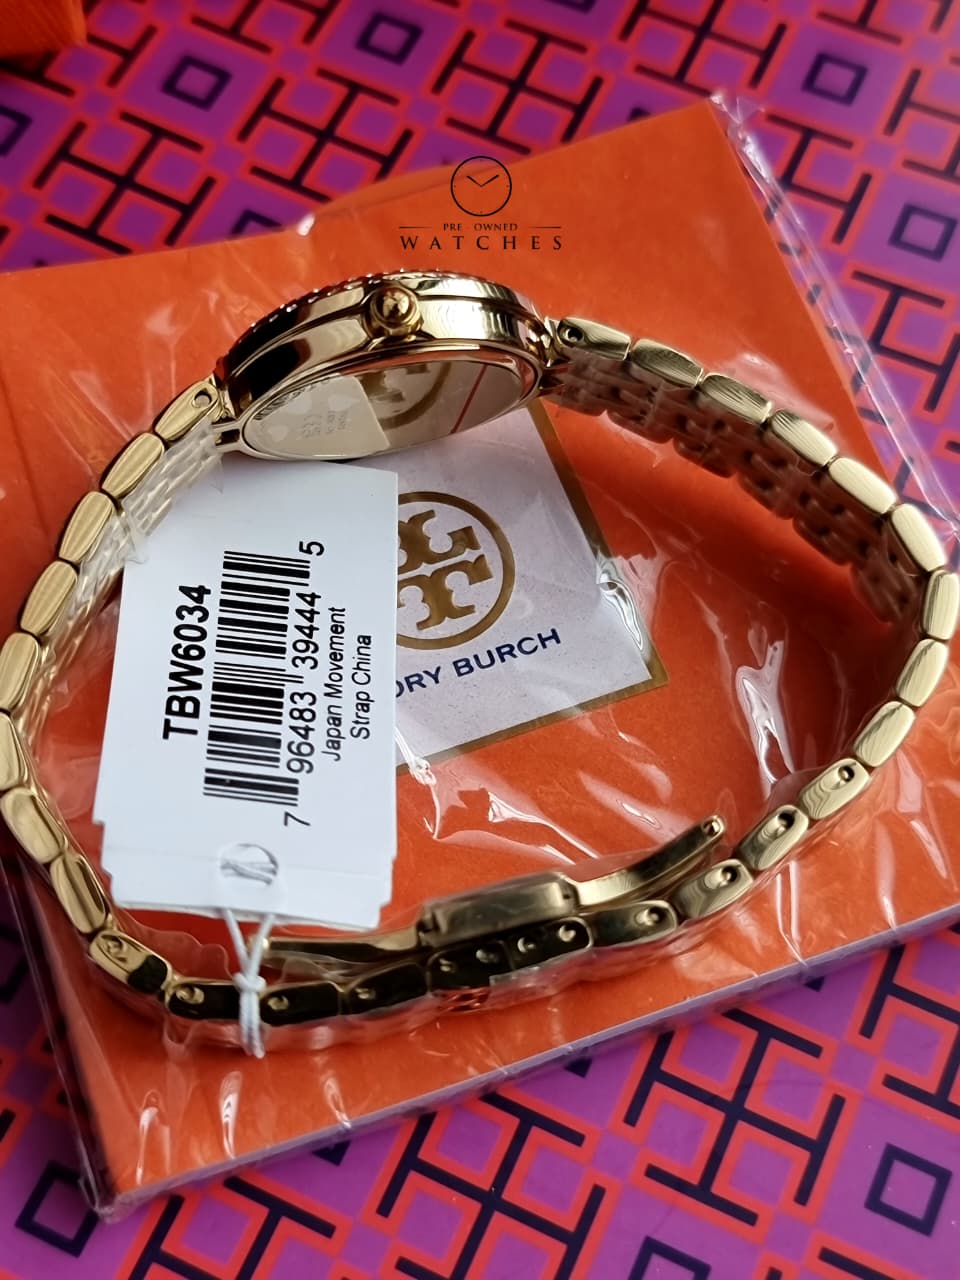 PRE - OWNED
WATCHES
TBW6034
7 96483 39444 5
Japan Movement
Strap China
ORY BURCH